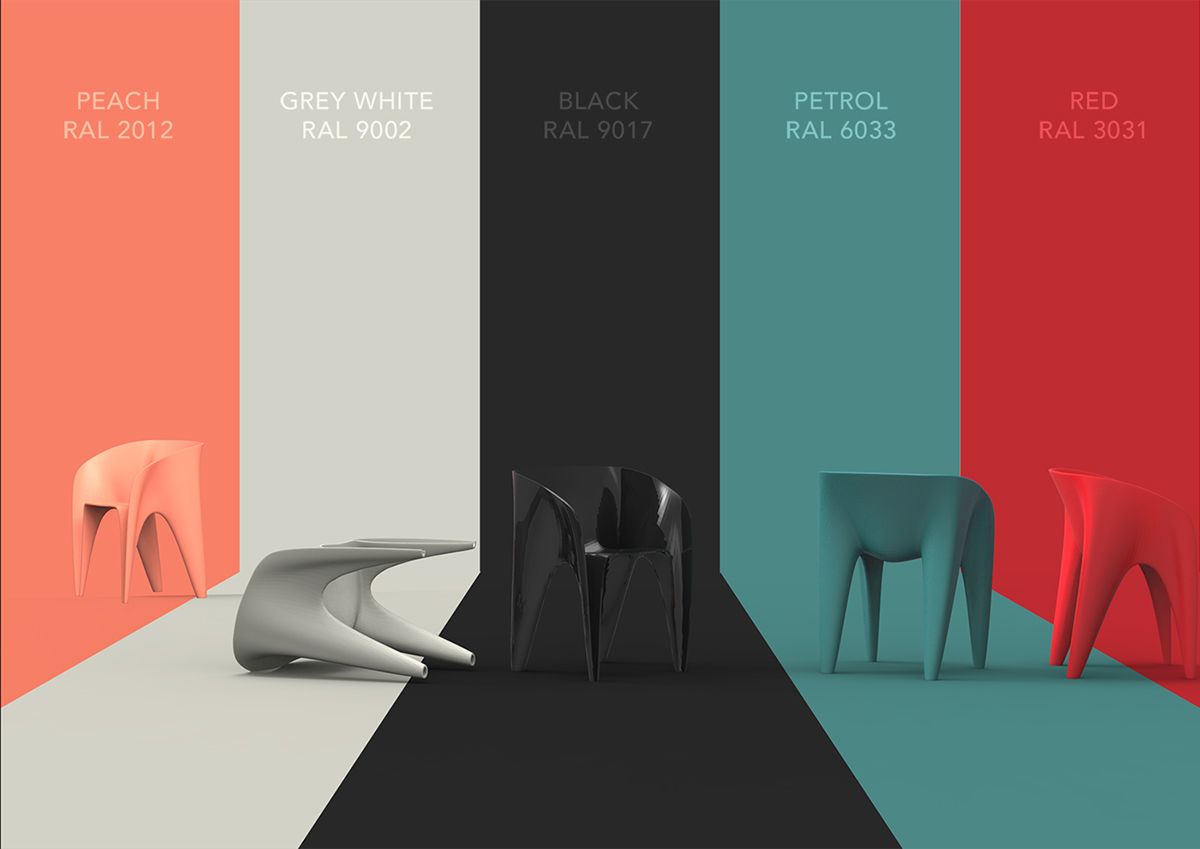 PEACH
RAL 2012
GREY WHITE
RAL 9002
BLACK
RAL 9017
PETROL
RAL 6033
RED
RAL 3031